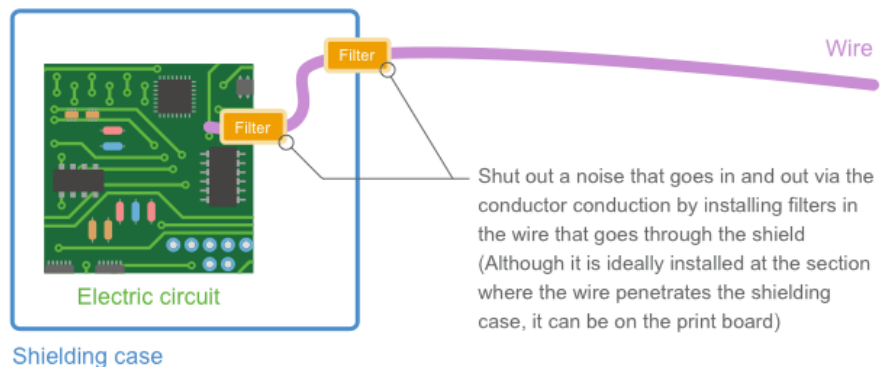 Filter
Wire
Filter
Shut out a noise that goes in and out via the
conductor conduction by installing filters in
the wire that goes through the shield
(Although it is ideally installed at the section
where the wire penetrates the shielding
case, it can be on the print board)
Electric circuit
Shielding case